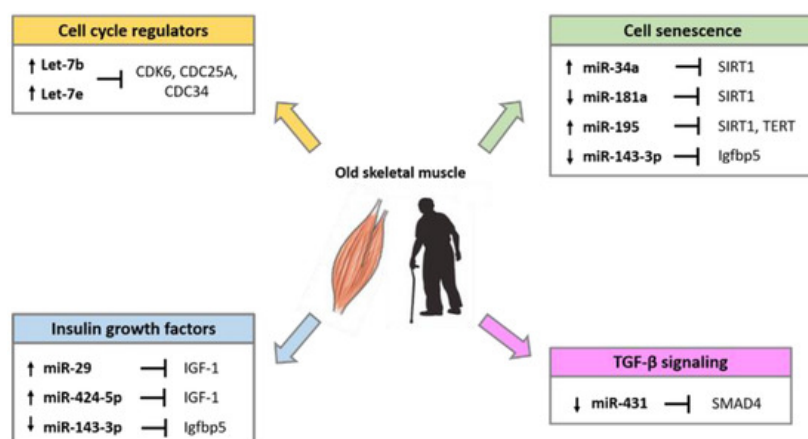 Cell cycle regulators
↑ Let-7b
↑ Let-7e
CDK6, CDC25A,
CDC34
Cell senescence
↑ miR-34a ⊣ SIRT1
↓ miR-181a ⊣ SIRT1
↑ miR-195 ⊣ SIRT1, TERT
↓ miR-143-3p ⊣ Igfbp5
Old skeletal muscle
Insulin growth factors
↑ miR-29 ⊣ IGF-1
↑ miR-424-5p ⊣ IGF-1
↓ miR-143-3p ⊣ Igfbp5
TGF-β signaling
↓ miR-431 ⊣ SMAD4